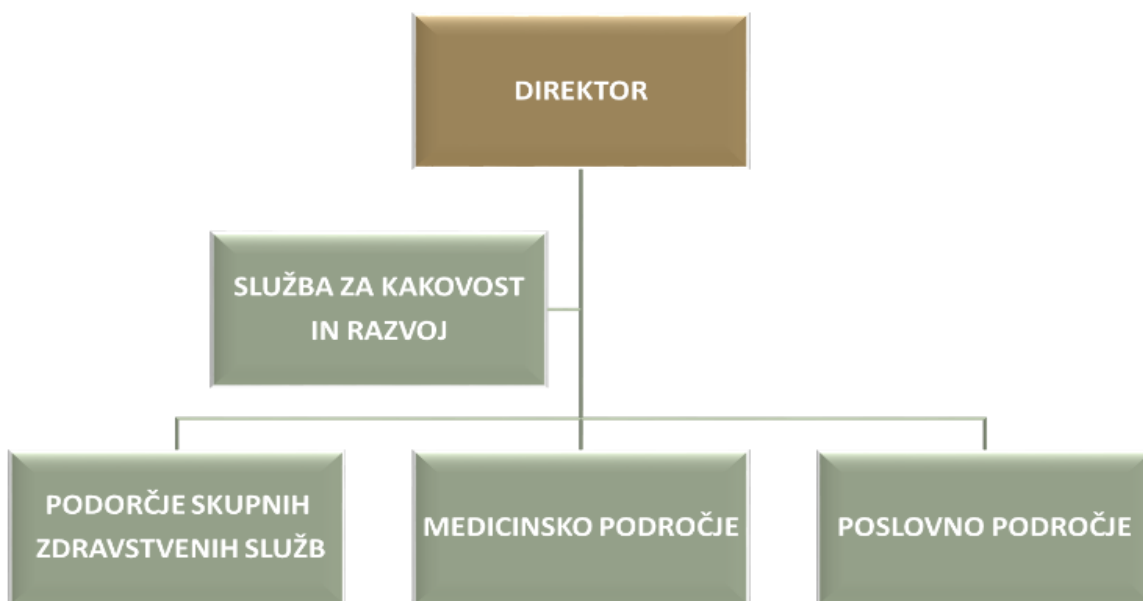 DIREKTOR
SLUŽBA ZA KAKOVOST
IN RAZVOJ
PODORČJE SKUPNIH
ZDRAVSTVENIH SLUŽB
MEDICINSKO PODROČJE
POSLOVNO PODROČJE